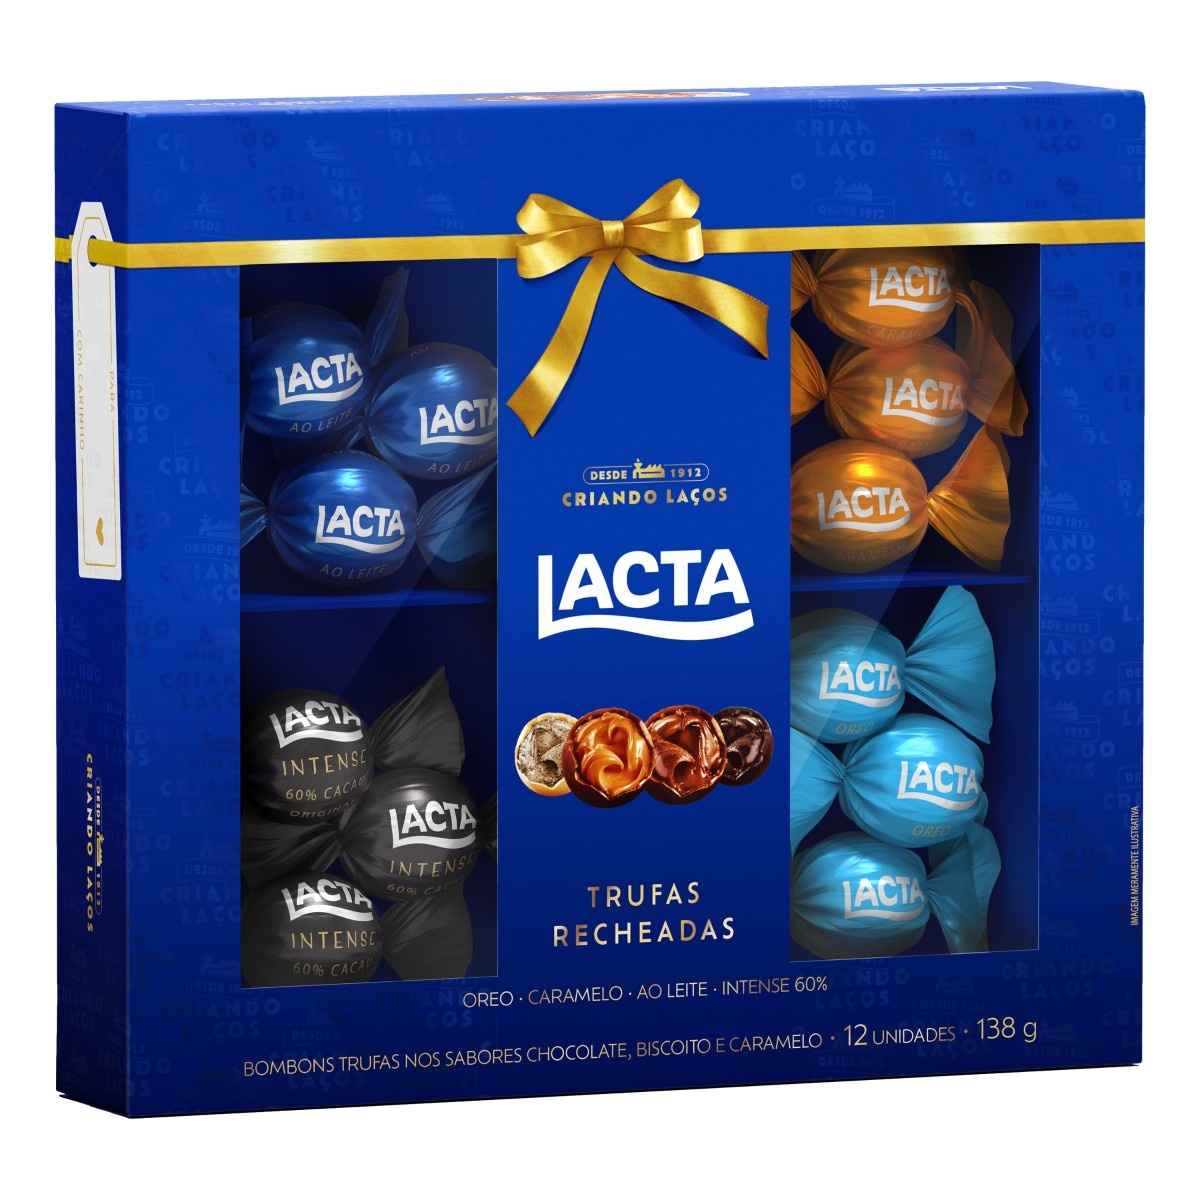 LACTA
PARA
COM CARINHO
DESDE 1912
CRIANDO LAÇOS
LACTA
AO LEITE
LACTA
AO LEITE
LACTA
AO LEITE
LACTA
CARAMELO
LACTA
LACTA
CARAMELO
DESDE 1912
CRIANDO LAÇOS
LACTA
LACTA
INTENSE
60% CACAU
ORIGINAL
LACTA
INTENSE
60% CACAU
LACTA
INTENSE
60% CACAU
LACTA
OREO
LACTA
OREO
LACTA
TRUFAS
RECHEADAS
OREO · CARAMELO · AO LEITE · INTENSE 60%
BOMBONS TRUFAS NOS SABORES CHOCOLATE, BISCOITO E CARAMELO · 12 UNIDADES · 138 g
IMAGEM MERAMENTE ILUSTRATIVA